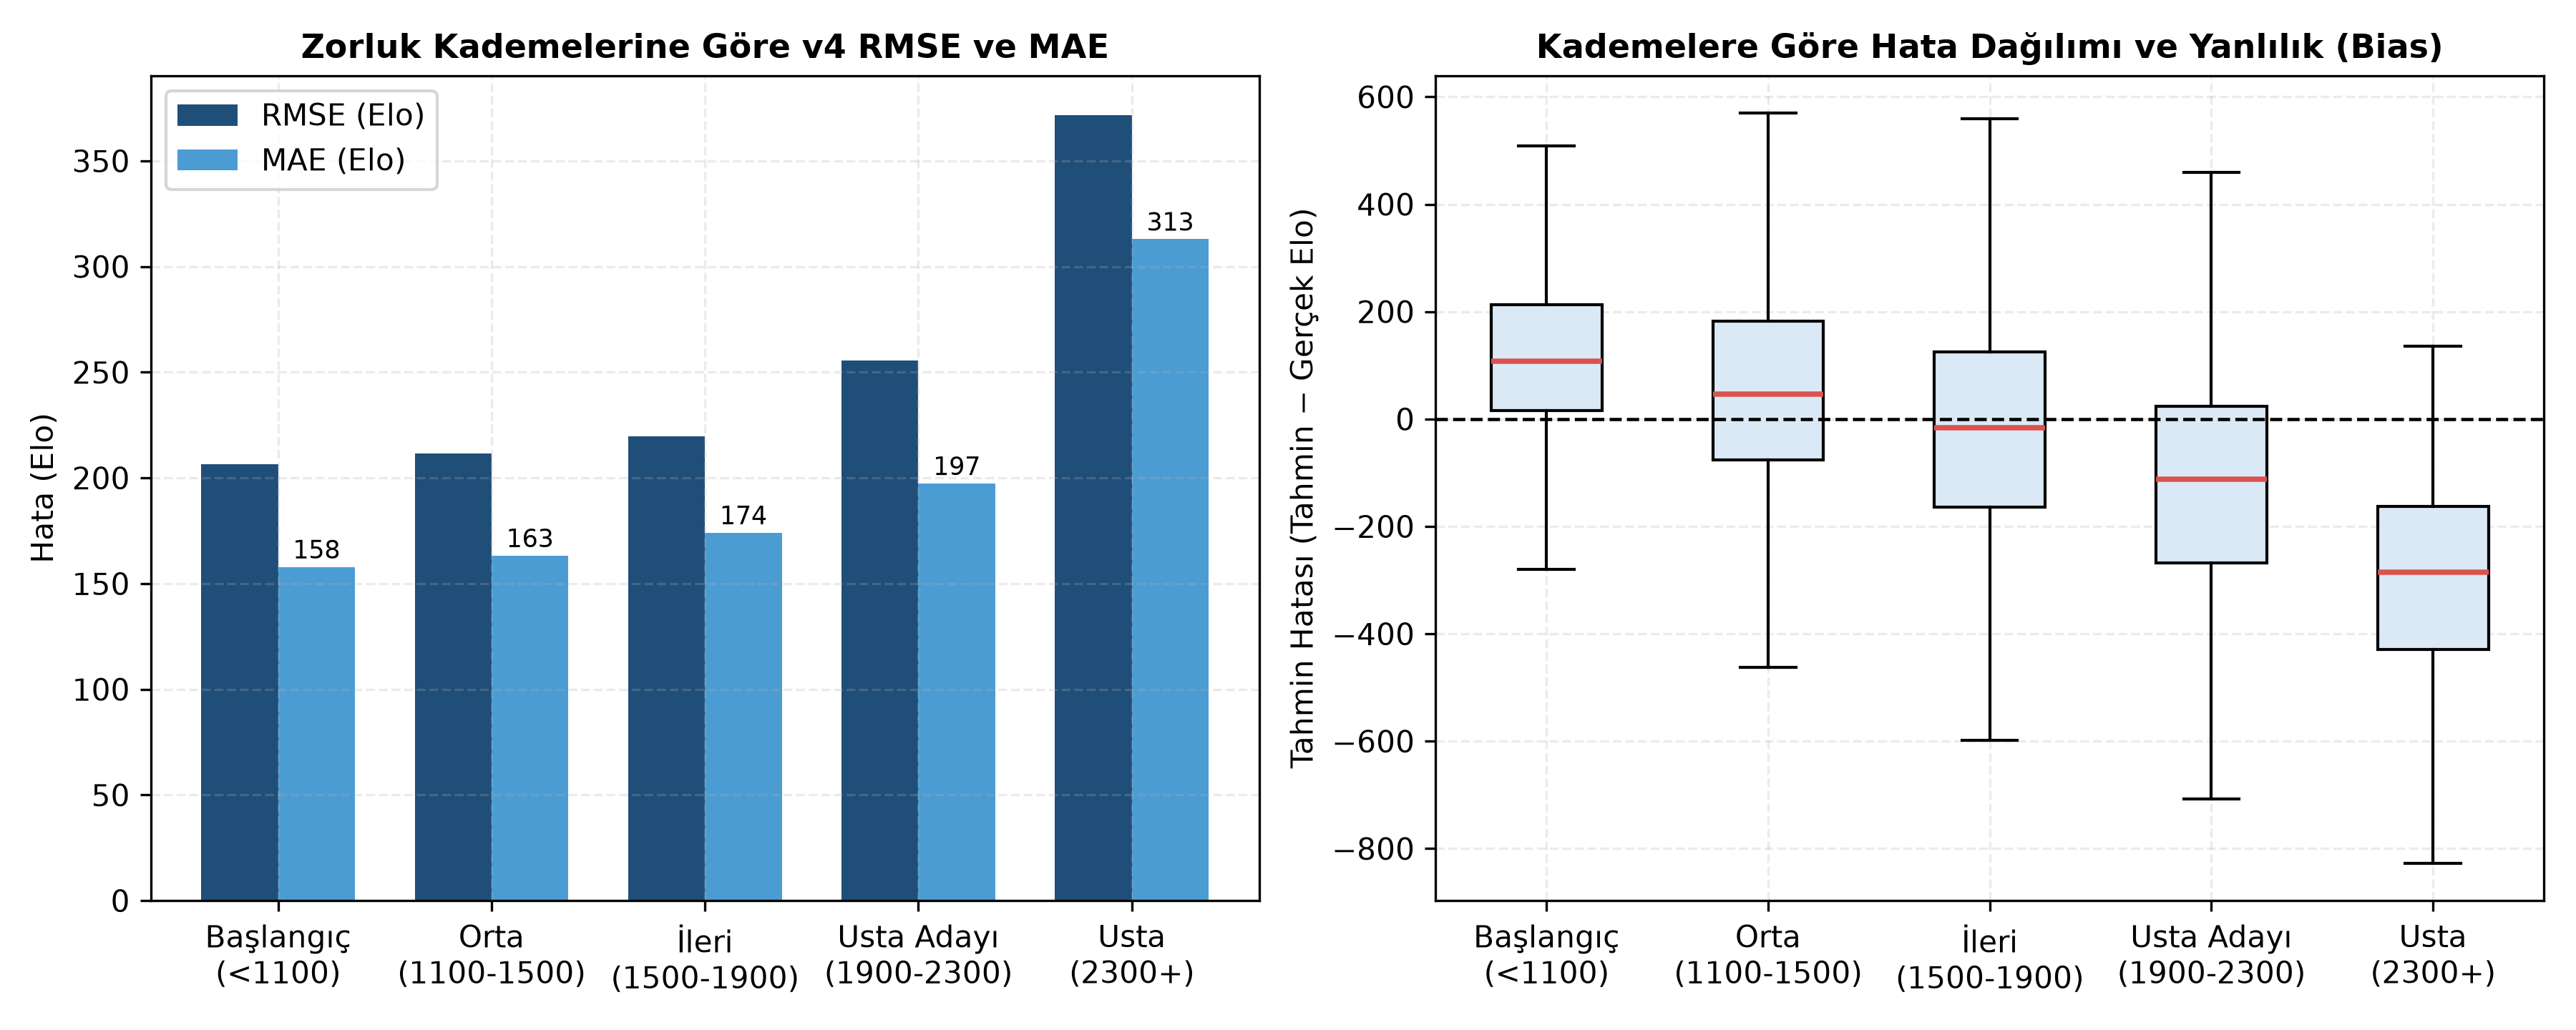 Zorluk Kademelerine Göre v4 RMSE ve MAE
RMSE (Elo)
MAE (Elo)
Hata (Elo)
350
300
250
200
150
100
50
0
158
163
174
197
313
Başlangıç
(<1100)
Orta
(1100-1500)
İleri
(1500-1900)
Usta Adayı
(1900-2300)
Usta
(2300+)
Kademelere Göre Hata Dağılımı ve Yanlılık (Bias)
Tahmin Hatası (Tahmin − Gerçek Elo)
600
400
200
0
−200
−400
−600
−800
Başlangıç
(<1100)
Orta
(1100-1500)
İleri
(1500-1900)
Usta Adayı
(1900-2300)
Usta
(2300+)